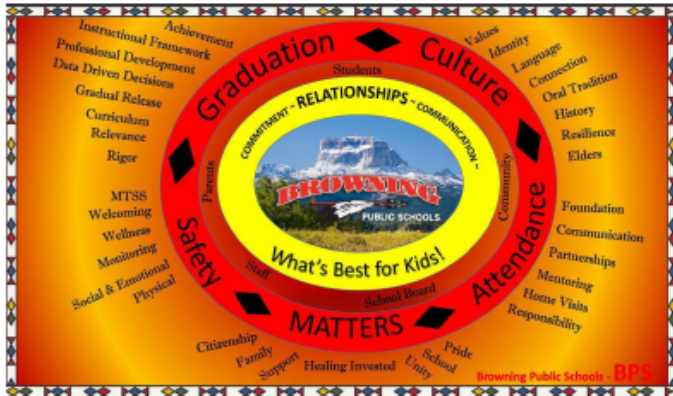 Achievement
Instructional Framework
Professional Development
Data Driven Decisions
Gradual Release
Curriculum
Relevance
Rigor
MTSS
Welcoming
Wellness
Monitoring
Social & Emotional
Physical
Graduation
Culture
Attendance
MATTERS
Safety
Students
Community
School Board
Staff
Parents
COMMITMENT ~ RELATIONSHIPS ~ COMMUNICATION ~
BROWNING
PUBLIC SCHOOLS
What's Best for Kids!
Values
Identity
Language
Connection
Oral Tradition
History
Resilience
Elders
Foundation
Communication
Partnerships
Mentoring
Home Visits
Responsibility
Citizenship
Family
Support
Healing Invested
Unity
School
Pride
Browning Public Schools - BPS